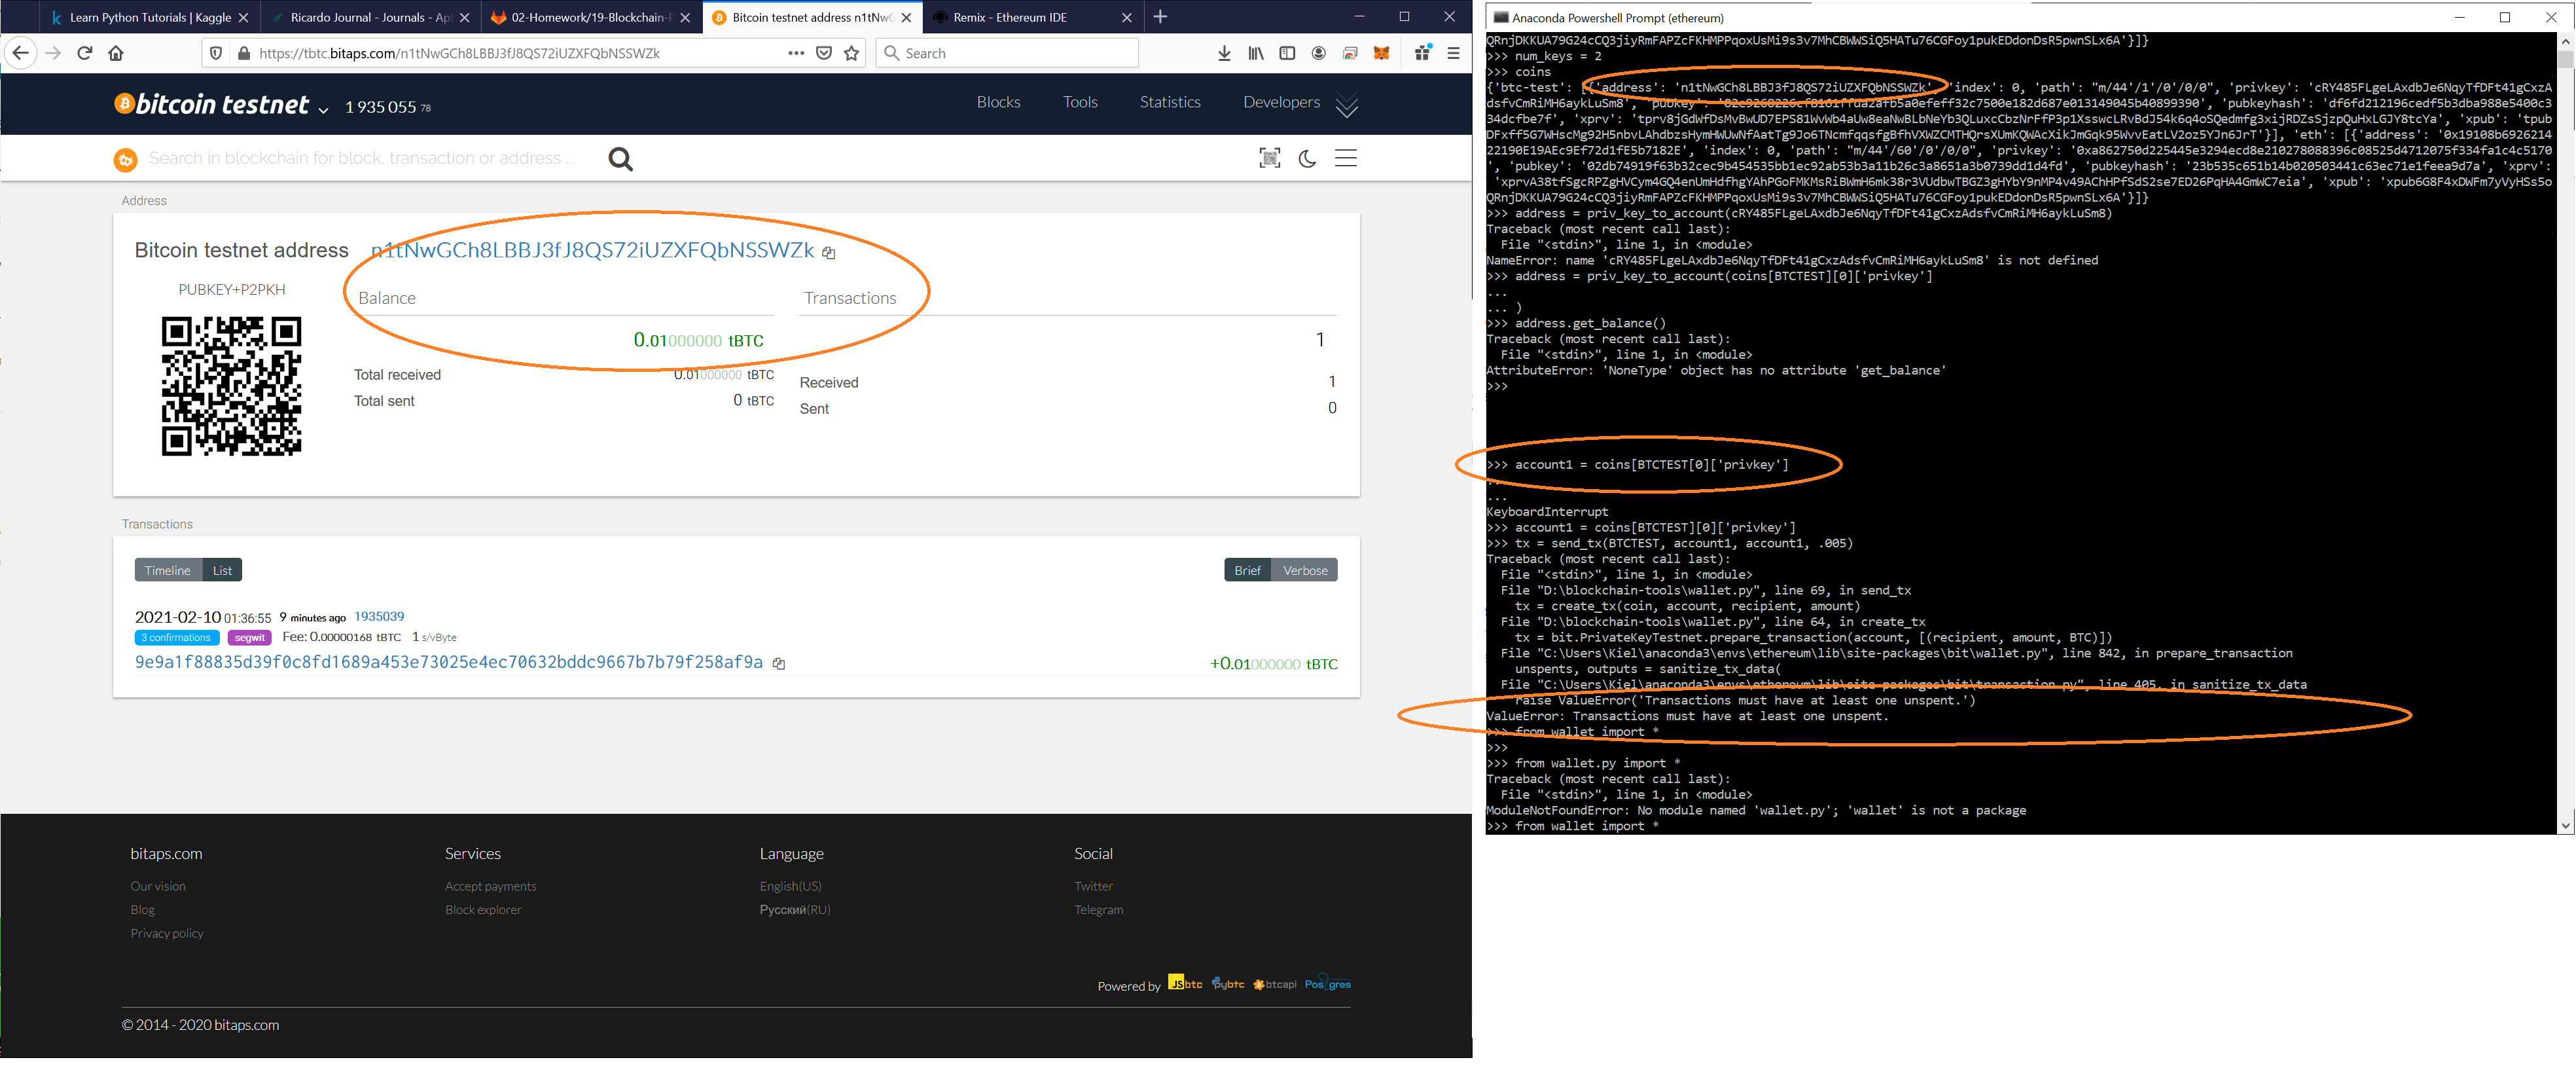 Learn Python Tutorials | Kaggle
Ricardo Journal - Journals - Apt
02-Homework/19-Blockchain-P
Bitcoin testnet address n1tNwG
Remix - Ethereum IDE
https://tbtc.bitaps.com/n1tNwGCh8LBBJ3fJ8QS72iUZXFQbNSSWZk
Search
bitcoin testnet
1 935 055 78
Blocks
Tools
Statistics
Developers
Search in blockchain for block, transaction or address ...
Address
Bitcoin testnet address n1tNwGCh8LBBJ3fJ8QS72iUZXFQbNSSWZk
PUBKEY+P2PKH
Balance
Transactions
0.01000000 tBTC
1
Total received 0.01000000 tBTC
Received 1
Total sent 0 tBTC
Sent 0
Transactions
Timeline List
Brief Verbose
2021-02-10 01:36:55 9 minutes ago 1935039
3 confirmations segwit Fee: 0.00000168 tBTC 1 s/vByte
9e9a1f88835d39f0c8fd1689a453e73025e4ec70632bddc9667b7b79f258af9a
+0.01000000 tBTC
bitaps.com
Services
Language
Social
Our vision
Accept payments
English(US)
Twitter
Blog
Block explorer
Русский(RU)
Telegram
Privacy policy
Powered by JSbtc pybtc btcapi Postgres
© 2014 - 2020 bitaps.com
Anaconda Powershell Prompt (ethereum)
QRnjDKKUA79G24cCQ3jiyRmFAPZcFKHMPPqoxUsMi9s3v7MhCBWWSiQ5HATu76CGFoy1pukEDdonDsR5pwnSLx6A'}]}
>>> num_keys = 2
>>> coins
{'btc-test': [{'address': 'n1tNwGCh8LBBJ3fJ8QS72iUZXFQbNSSWZk', 'index': 0, 'path': "m/44'/1'/0'/0/0", 'privkey': 'cRY485FLgeLAxdbJe6NqyTfDFt41gCxzA
dsfvCmRiMH6aykLuSm8', 'pubkey': '02c9260226cf8161ffda2afb5a0efeff32c7500e182d687e013149045b40899390', 'pubkeyhash': 'df6fd212196cedf5b3dba988e5400c3
34dcfbe7f', 'xprv': 'tprv8jGdWfDsMvBwUD7EPS81WvWb4aUw8eaNwBLbNeYb3QLuxcCbzNrFfP3p1XsswcLRvBdJ54k6q4oSQedmfg3xijRDZsSjzpQuHxLGJY8tcYa', 'xpub': 'tpub
DFxff5G7WHscMg92H5nbvLAhdbzsHymHWUwNfAatTg9Jo6TNcmfqqsfgBfhVXWZCMTHQrsXUmKQWAcXikJmGqk95WvvEatLV2oz5YJn6JrT'}], 'eth': [{'address': '0x19108b6926214
22190E19AEc9Ef72d1fE5b7182E', 'index': 0, 'path': "m/44'/60'/0'/0/0", 'privkey': '0xa862750d225445e3294ecd8e210278088396c08525d4712075f334fa1c4c5170
', 'pubkey': '02db74919f63b32cec9b454535bb1ec92ab53b3a11b26c3a8651a3b0739dd1d4fd', 'pubkeyhash': '23b535c651b14b020503441c63ec71e1feea9d7a', 'xprv':
'xprvA38tfSgcRPZgHVCym4GQ4enUmHdfhgYAhPGoFMKMsRiBWmH6mk38r3VUdbwTBGZ3gHYbY9nMP4v49AChHPfSdS2se7ED26PqHA4GmWC7eia', 'xpub': 'xpub6G8F4xDWFm7yVyHSs5o
QRnjDKKUA79G24cCQ3jiyRmFAPZcFKHMPPqoxUsMi9s3v7MhCBWWSiQ5HATu76CGFoy1pukEDdonDsR5pwnSLx6A'}]}
>>> address = priv_key_to_account(cRY485FLgeLAxdbJe6NqyTfDFt41gCxzAdsfvCmRiMH6aykLuSm8)
Traceback (most recent call last):
File "<stdin>", line 1, in <module>
NameError: name 'cRY485FLgeLAxdbJe6NqyTfDFt41gCxzAdsfvCmRiMH6aykLuSm8' is not defined
>>> address = priv_key_to_account(coins[BTCTEST][0]['privkey']
...
... )
>>> address.get_balance()
Traceback (most recent call last):
File "<stdin>", line 1, in <module>
AttributeError: 'NoneType' object has no attribute 'get_balance'
>>>
>>> account1 = coins[BTCTEST[0]['privkey']
...
...
KeyboardInterrupt
>>> account1 = coins[BTCTEST][0]['privkey']
>>> tx = send_tx(BTCTEST, account1, account1, .005)
Traceback (most recent call last):
File "<stdin>", line 1, in <module>
File "D:\blockchain-tools\wallet.py", line 69, in send_tx
tx = create_tx(coin, account, recipient, amount)
File "D:\blockchain-tools\wallet.py", line 64, in create_tx
tx = bit.PrivateKeyTestnet.prepare_transaction(account, [(recipient, amount, BTC)])
File "C:\Users\Kiel\anaconda3\envs\ethereum\lib\site-packages\bit\wallet.py", line 842, in prepare_transaction
unspents, outputs = sanitize_tx_data(
File "C:\Users\Kiel\anaconda3\envs\ethereum\lib\site-packages\bit\transaction.py", line 405, in sanitize_tx_data
raise ValueError('Transactions must have at least one unspent.')
ValueError: Transactions must have at least one unspent.
>>> from wallet import *
>>>
>>> from wallet.py import *
Traceback (most recent call last):
File "<stdin>", line 1, in <module>
ModuleNotFoundError: No module named 'wallet.py'; 'wallet' is not a package
>>> from wallet import *